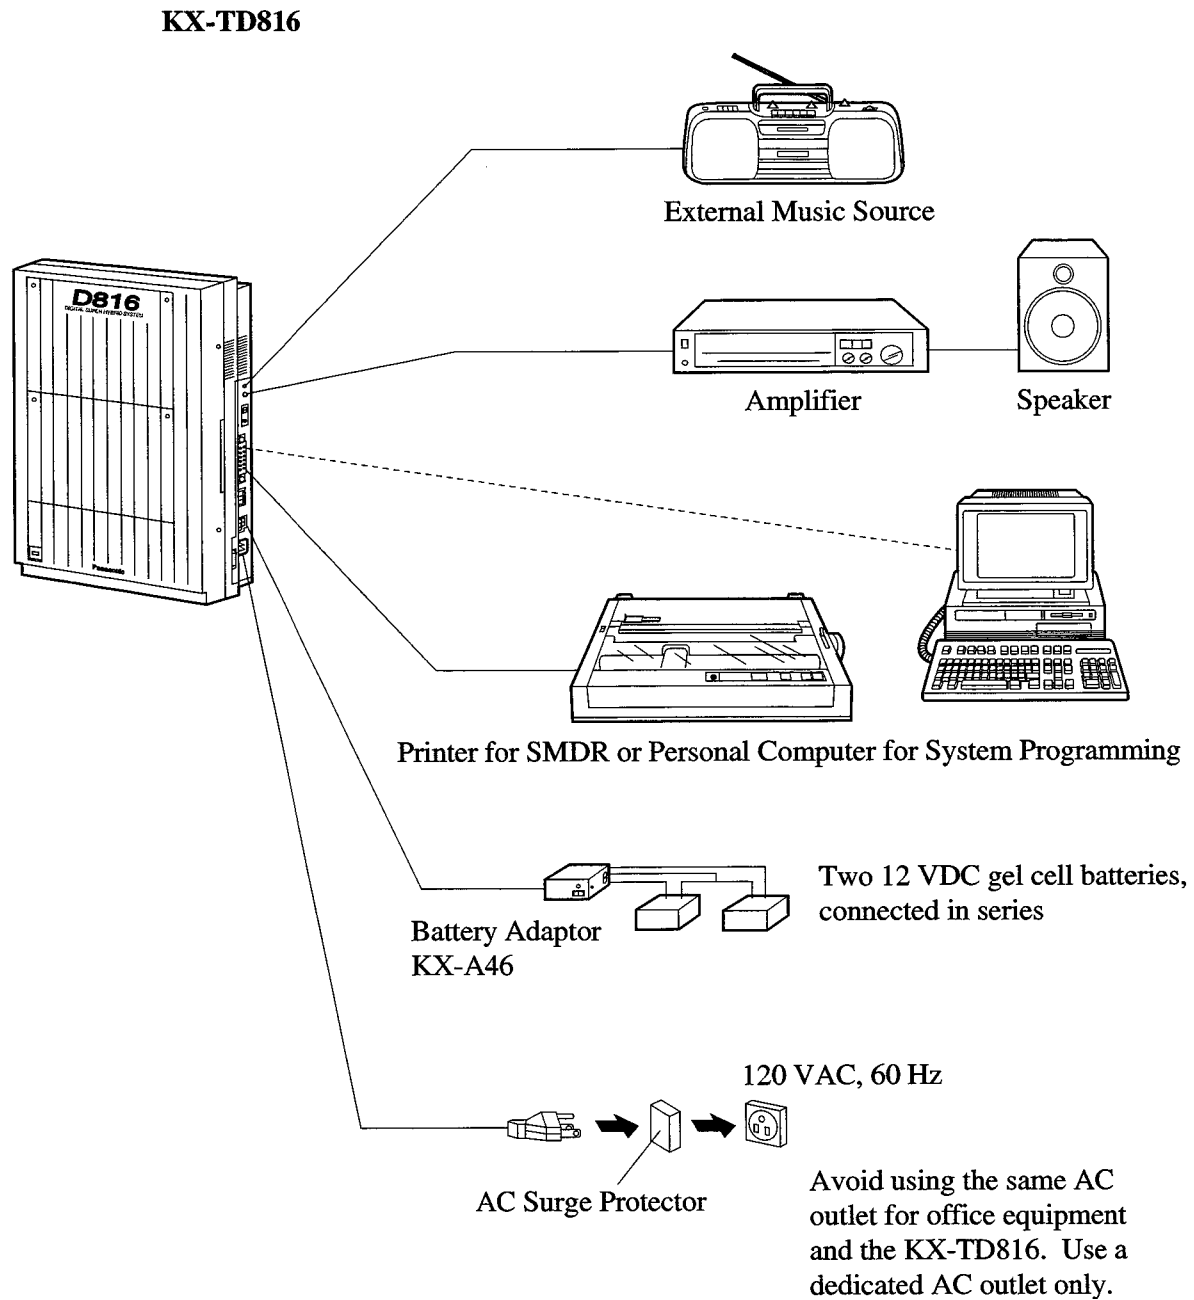 KX-TD816
External Music Source
D816
DIGITAL SUPER HYBRID SYSTEM
Amplifier
Speaker
Panasonic
Printer for SMDR or Personal Computer for System Programming
Two 12 VDC gel cell batteries,
connected in series
Battery Adaptor
KX-A46
120 VAC, 60 Hz
AC Surge Protector
Avoid using the same AC
outlet for office equipment
and the KX-TD816. Use a
dedicated AC outlet only.